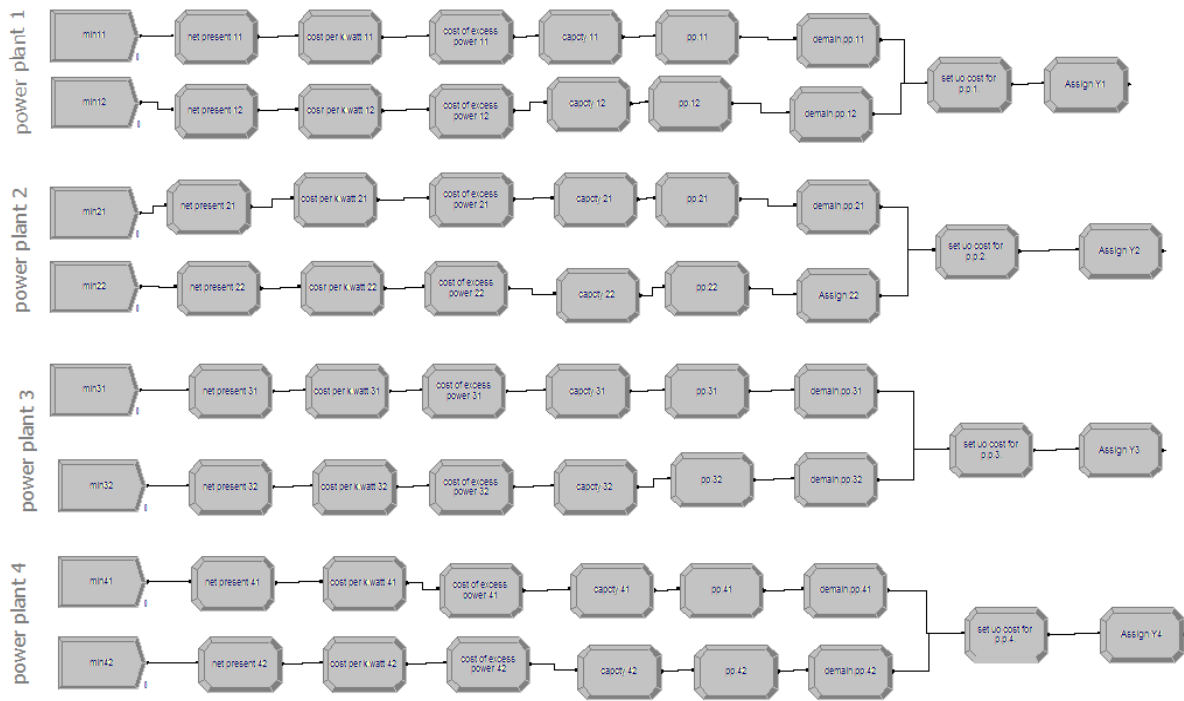 power plant 1
min11
net present 11
cost per k.watt 11
cost of excess
power 11
capcty 11
pp.11
demain pp.11
min12
net present 12
cosr per k.watt 12
cost of excess
power 12
capcty 12
pp.12
demain pp.12
set uo cost for
p.p.1.
Assign Y1
power plant 2
min21
net present 21
cost per k.watt 21
cost of excess
power 21
capcty 21
pp.21
demain pp.21
min22
net present 22
cosr per k.watt 22
cost of excess
power 22
capcty 22
pp.22
Assign 22
set uo cost for
p.p.2.
Assign Y2
power plant 3
min31
net present 31
cost per k.watt 31
cost of excess
power 31
capcty 31
pp.31
demain pp.31
min32
net present 32
cost per k.watt 32
cost of excess
power 32
capcty 32
pp.32
demain pp.32
set uo cost for
p.p.3.
Assign Y3
power plant 4
min41
net present 41
cost per k.watt 41
cost of excess
power 41
capcty 41
pp.41
demain pp.41
min42
net present 42
cost per k.watt 42
cost of excess
power 42
capcty 42
pp.42
demain pp.42
set uo cost for
p.p.4.
Assign Y4